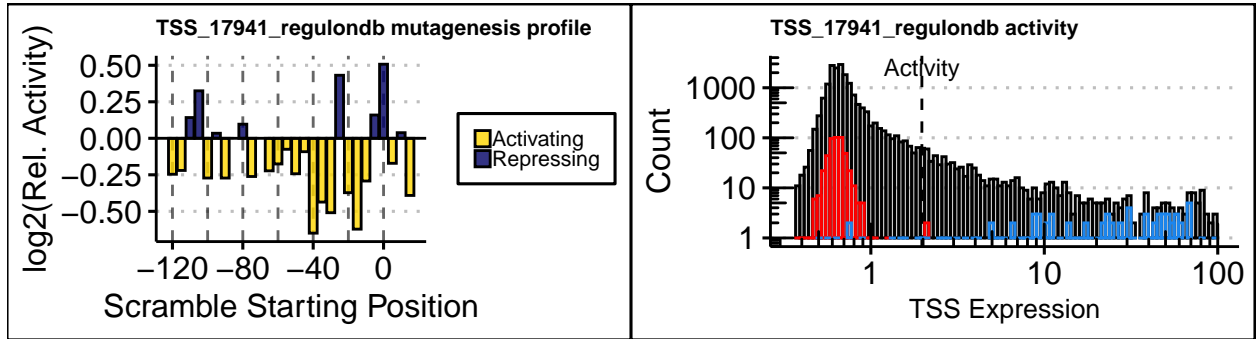 TSS_17941_regulondb mutagenesis profile
log2(Rel. Activity)
0.50
0.25
0.00
−0.25
−0.50
−120
−80
−40
0
Scramble Starting Position
Activating
Repressing
TSS_17941_regulondb activity
Activity
Count
1000
100
10
1
1
10
100
TSS Expression